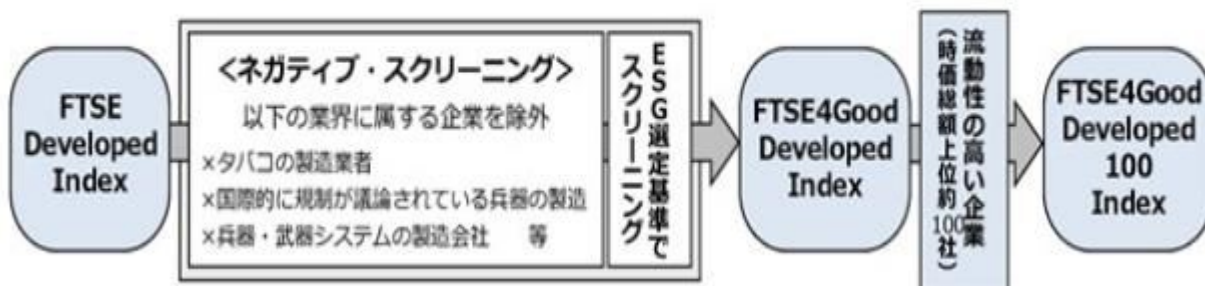 FTSE
Developed
Index
<ネガティブ・スクリーニング>
以下の業界に属する企業を除外
×タバコの製造業者
×国際的に規制が議論されている兵器の製造
×兵器・武器システムの製造会社 等
ESG選定基準で
スクリーニング
FTSE4Good
Developed
Index
流動性の高い企業
(時価総額上位約100社)
FTSE4Good
Developed
100
Index